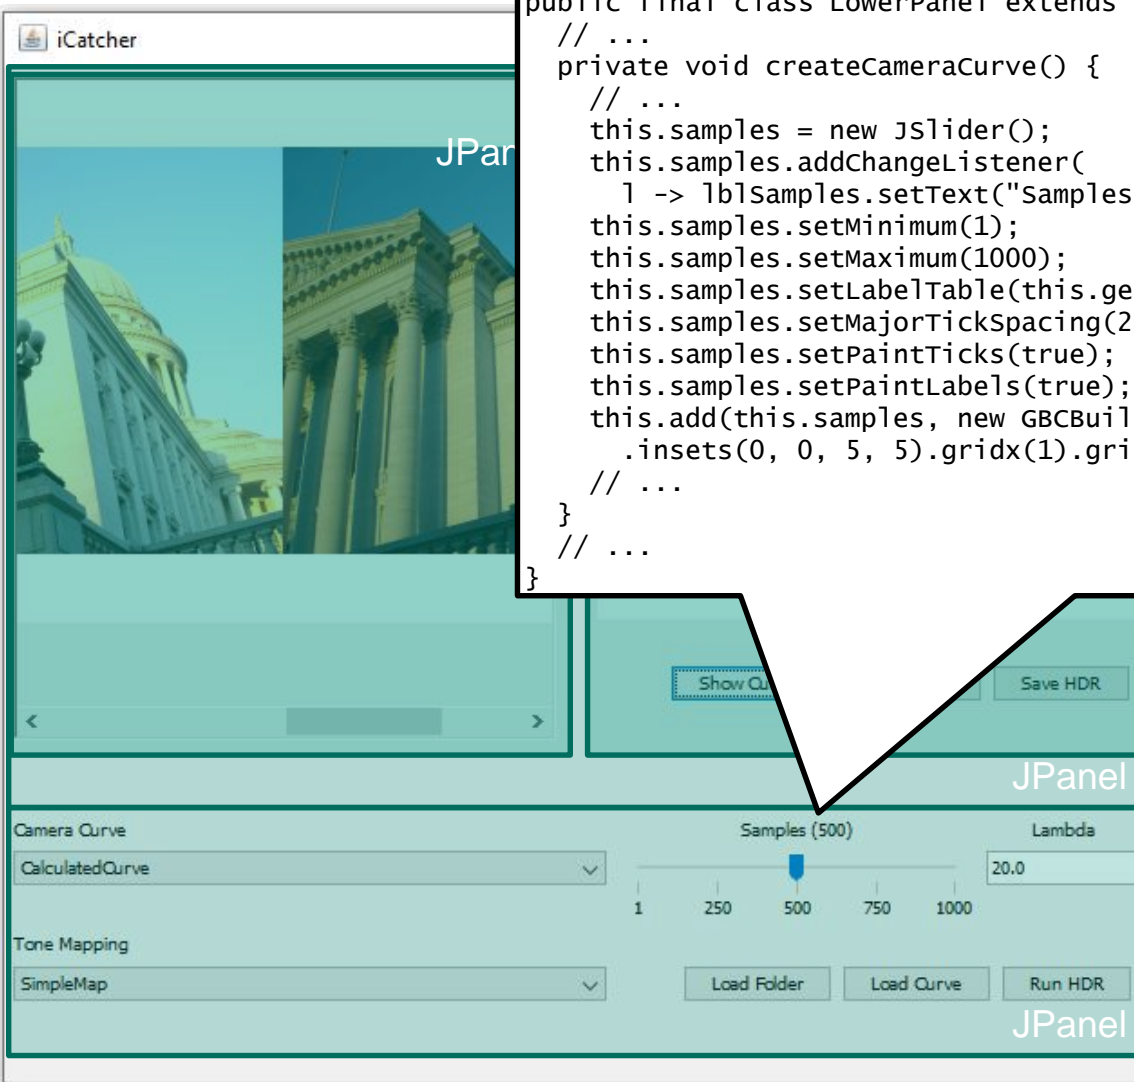 iCatcher
public final class LowerPanel extends
// ...
private void createCameraCurve() {
// ...
this.samples = new JSlider();
this.samples.addChangeListener(
l -> lblSamples.setText("Samples
this.samples.setMinimum(1);
this.samples.setMaximum(1000);
this.samples.setLabelTable(this.ge
this.samples.setMajorTickSpacing(2
this.samples.setPaintTicks(true);
this.samples.setPaintLabels(true);
this.add(this.samples, new GBCBuil
.insets(0, 0, 5, 5).gridx(1).gri
// ...
}
// ...
}
JPan
Show Cu
Save HDR
JPanel
Camera Curve
Samples (500)
Lambda
CalculatedCurve
20.0
1 250 500 750 1000
Tone Mapping
SimpleMap
Load Folder
Load Curve
Run HDR
JPanel